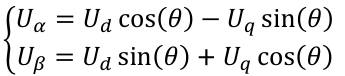 U_α = U_d cos(θ) − U_q sin(θ)
U_β = U_d sin(θ) + U_q cos(θ)